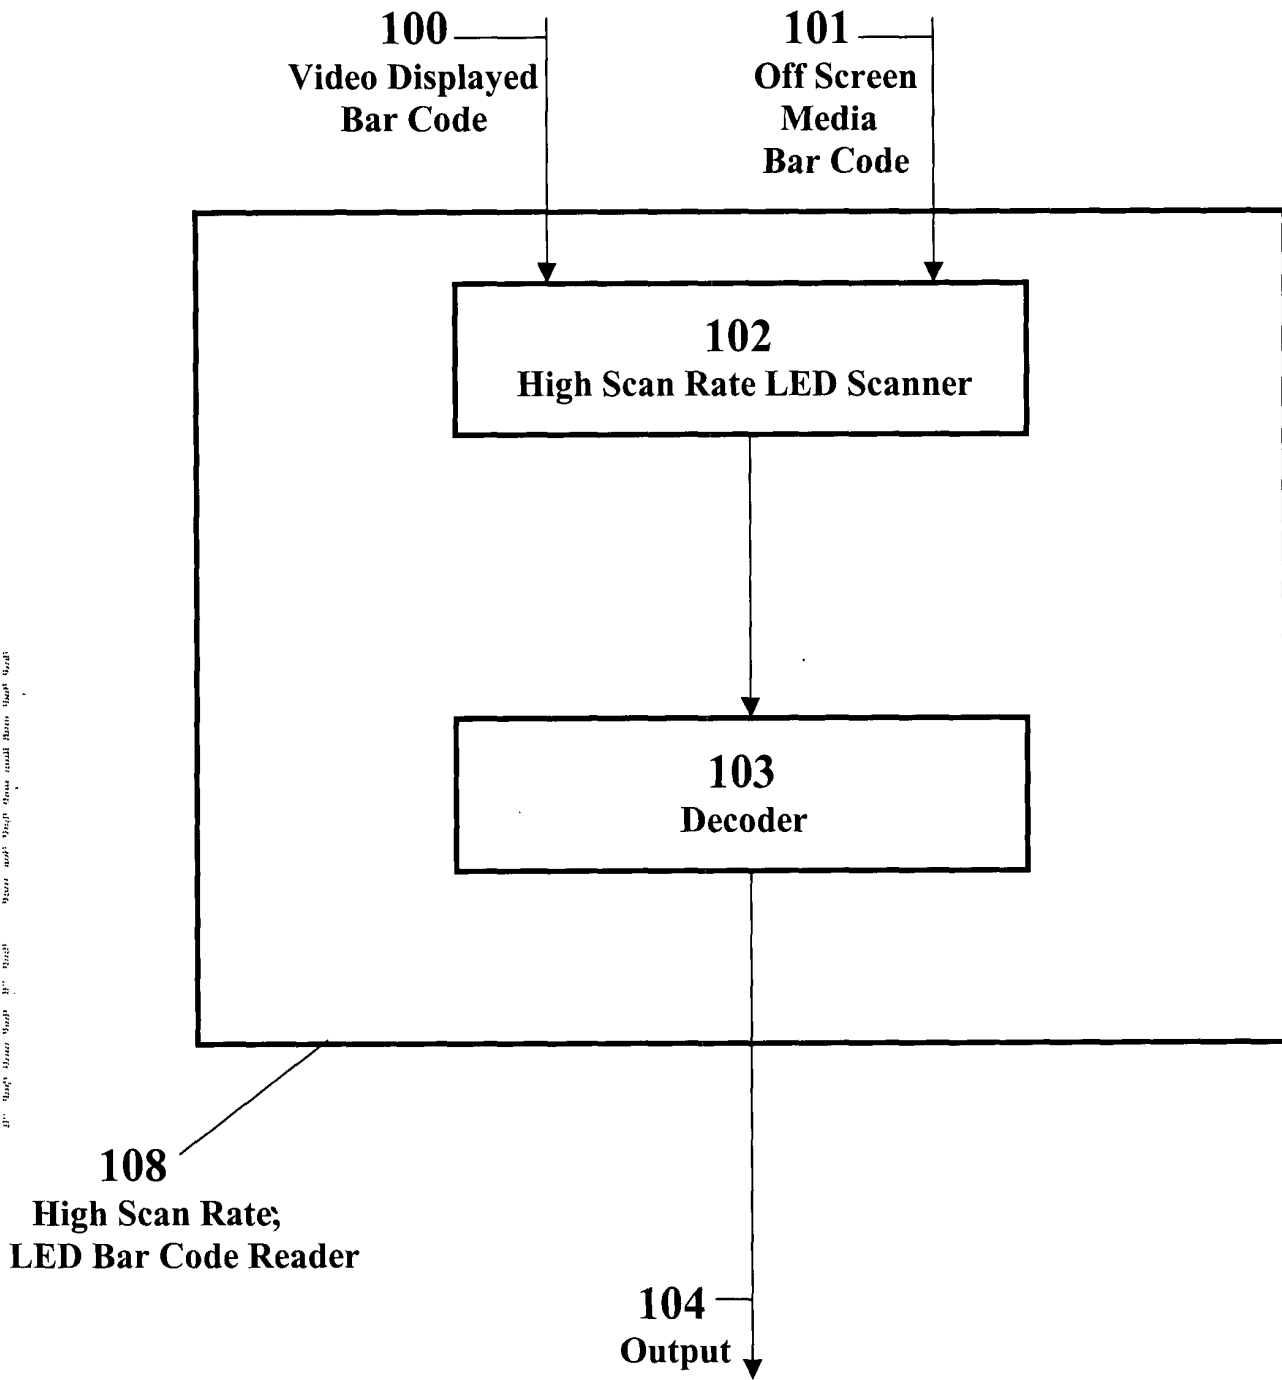 100
Video Displayed
Bar Code
101
Off Screen
Media
Bar Code
102
High Scan Rate LED Scanner
103
Decoder
108
High Scan Rate,
LED Bar Code Reader
104
Output